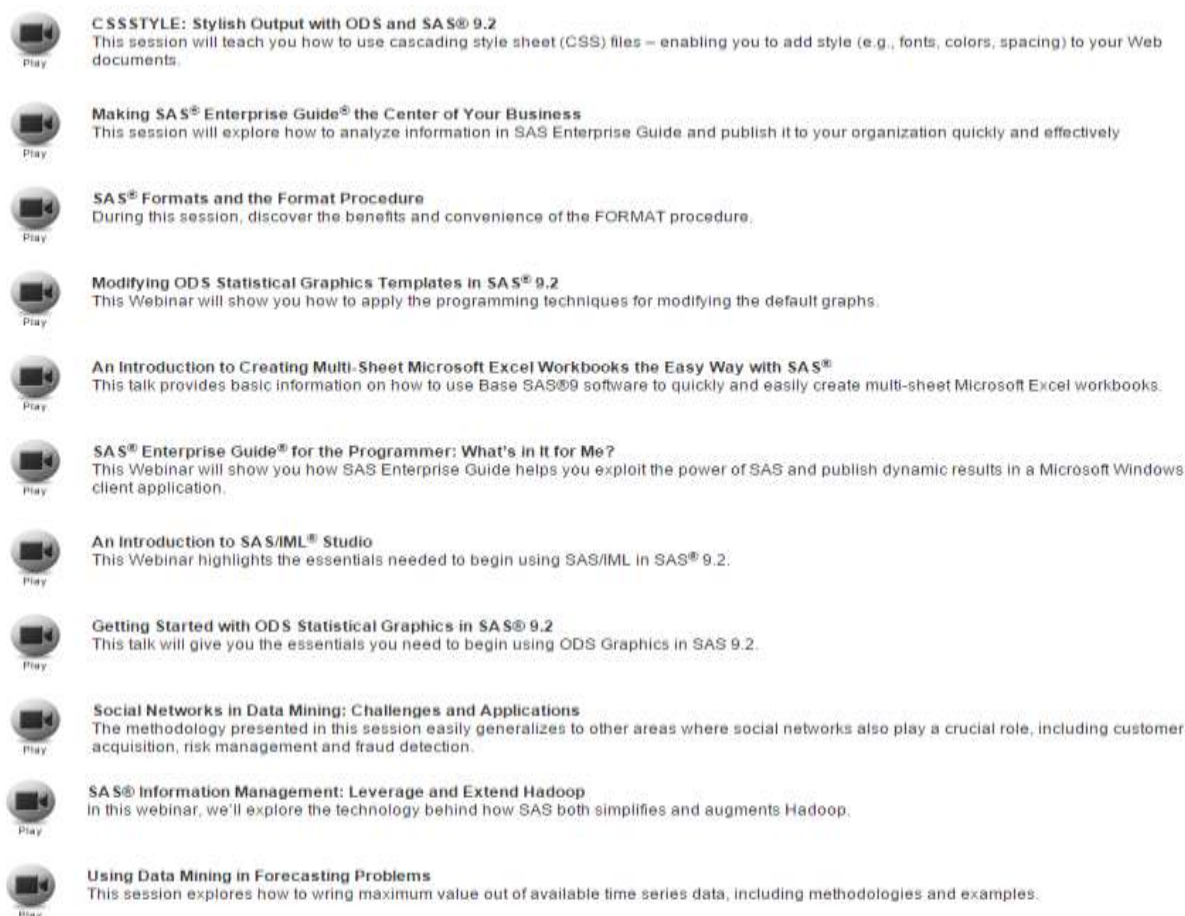 CSSSTYLE: Stylish Output with ODS and SAS® 9.2
This session will teach you how to use cascading style sheet (CSS) files – enabling you to add style (e.g., fonts, colors, spacing) to your Web
documents.
Play
Making SAS® Enterprise Guide® the Center of Your Business
This session will explore how to analyze information in SAS Enterprise Guide and publish it to your organization quickly and effectively
Play
SAS® Formats and the Format Procedure
During this session, discover the benefits and convenience of the FORMAT procedure.
Play
Modifying ODS Statistical Graphics Templates in SAS® 9.2
This Webinar will show you how to apply the programming techniques for modifying the default graphs.
Play
An Introduction to Creating Multi-Sheet Microsoft Excel Workbooks the Easy Way with SAS®
This talk provides basic information on how to use Base SAS®9 software to quickly and easily create multi-sheet Microsoft Excel workbooks.
Play
SAS® Enterprise Guide® for the Programmer: What's in It for Me?
This Webinar will show you how SAS Enterprise Guide helps you exploit the power of SAS and publish dynamic results in a Microsoft Windows
client application.
Play
An Introduction to SAS/IML® Studio
This Webinar highlights the essentials needed to begin using SAS/IML in SAS® 9.2.
Play
Getting Started with ODS Statistical Graphics in SAS® 9.2
This talk will give you the essentials you need to begin using ODS Graphics in SAS 9.2.
Play
Social Networks in Data Mining: Challenges and Applications
The methodology presented in this session easily generalizes to other areas where social networks also play a crucial role, including customer
acquisition, risk management and fraud detection.
Play
SAS® Information Management: Leverage and Extend Hadoop
In this webinar, we'll explore the technology behind how SAS both simplifies and augments Hadoop.
Play
Using Data Mining in Forecasting Problems
This session explores how to wring maximum value out of available time series data, including methodologies and examples.
Play